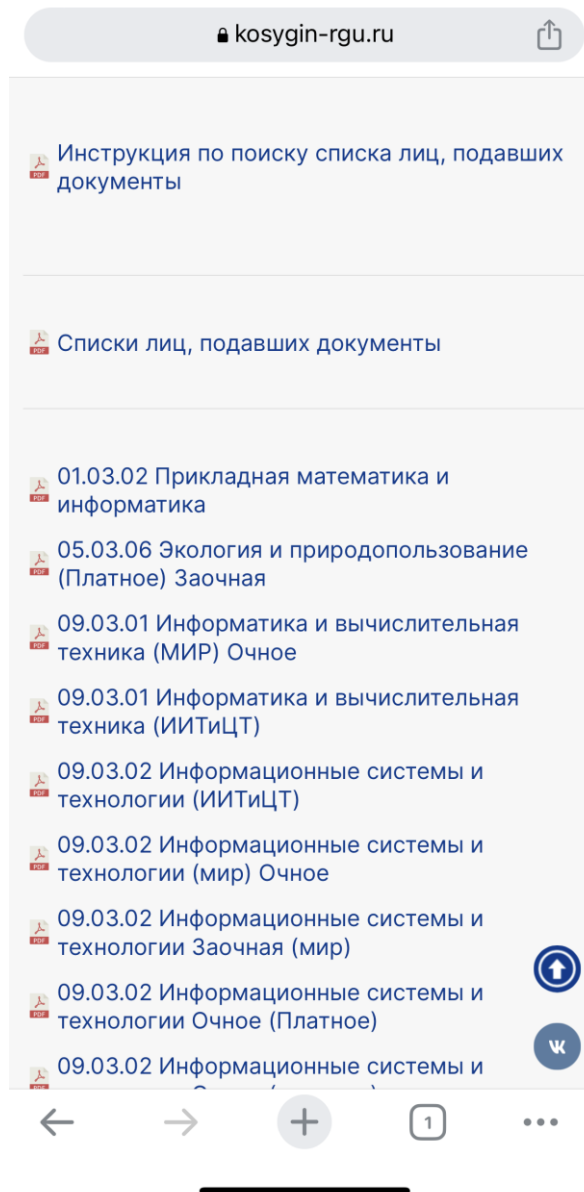 kosygin-rgu.ru
Инструкция по поиску списка лиц, подавших
документы
Списки лиц, подавших документы
01.03.02 Прикладная математика и
информатика
05.03.06 Экология и природопользование
(Платное) Заочная
09.03.01 Информатика и вычислительная
техника (МИР) Очное
09.03.01 Информатика и вычислительная
техника (ИИТиЦТ)
09.03.02 Информационные системы и
технологии (ИИТиЦТ)
09.03.02 Информационные системы и
технологии (мир) Очное
09.03.02 Информационные системы и
технологии Заочная (мир)
09.03.02 Информационные системы и
технологии Очное (Платное)
09.03.02 Информационные системы и
1